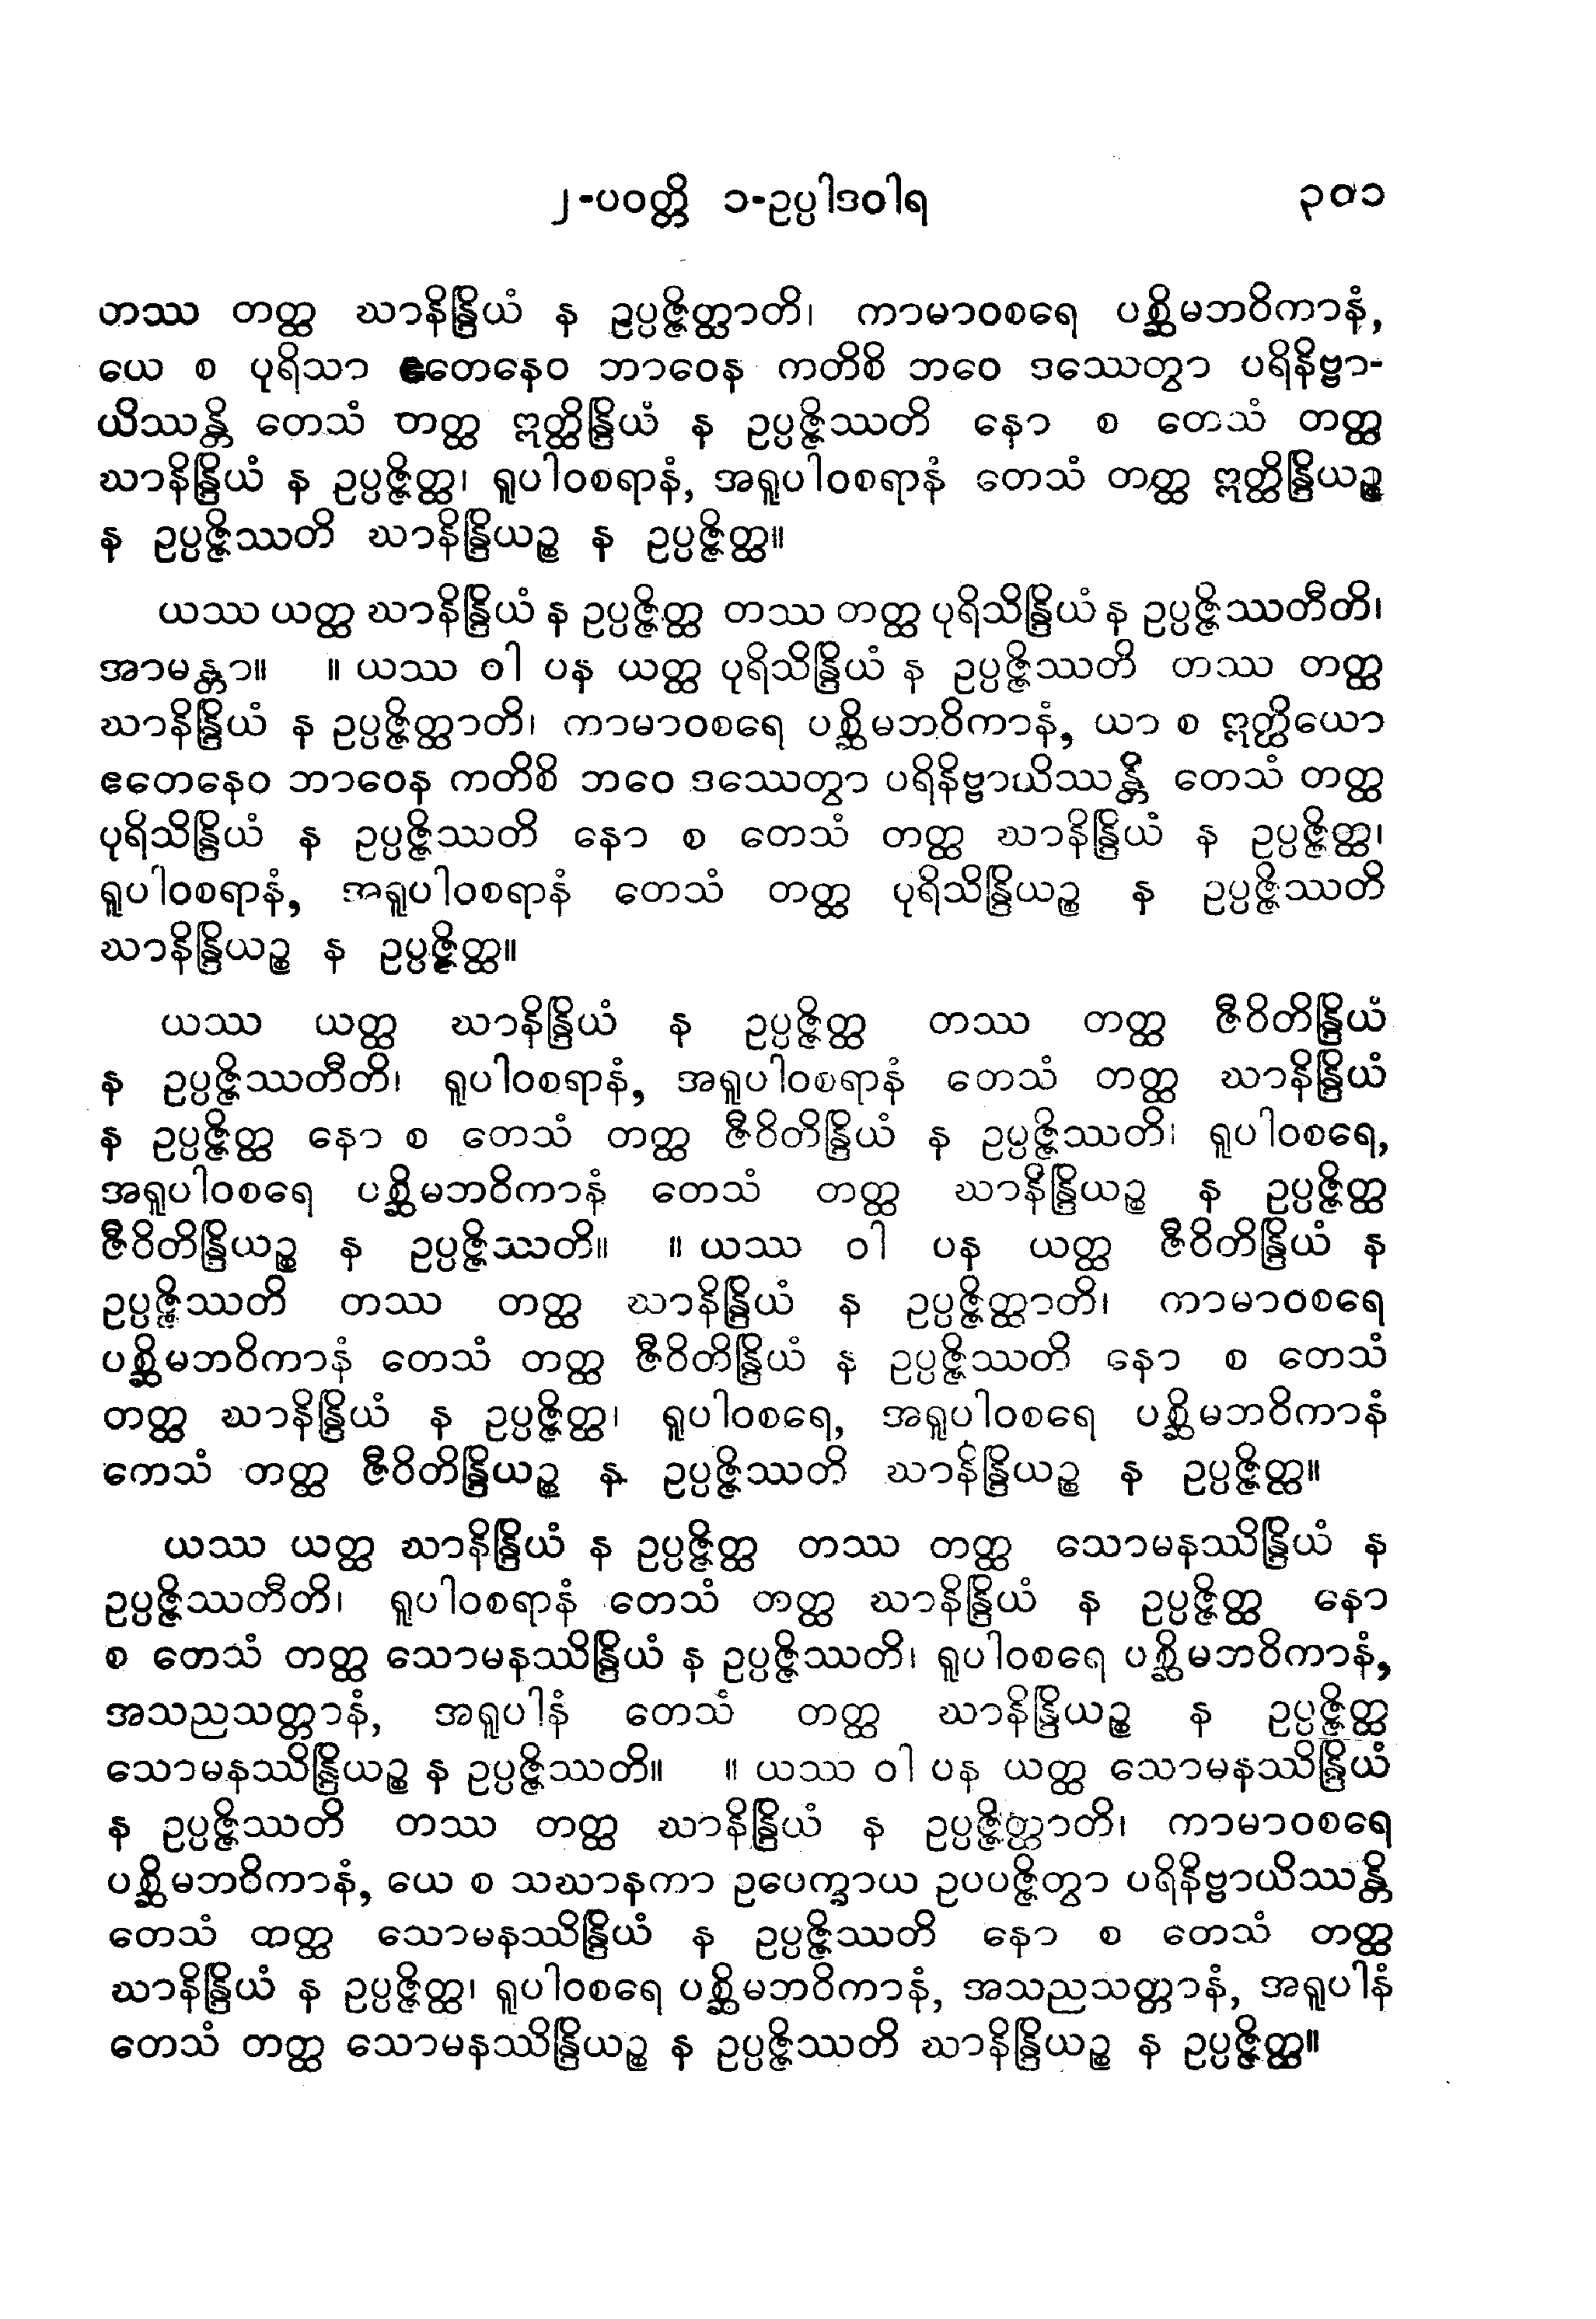 ၂-ပဝတ္တိ ၁-ဥပ္ပါဒဝါရ ၃၀၁
တဿ တတ္ထ ဃာနိန္ဒြိယံ န ဥပ္ပဇ္ဇိတ္ထာတိ၊ ကာမာဝစရေ ပစ္ဆိမဘဝိကာနံ,
ယေ စ ပုရိသာ ဧတေနေဝ ဘာဝေန ကတိစိ ဘဝေ ဒဿေတွာ ပရိနိဗ္ဗာ-
ယိဿန္တိ တေသံ တတ္ထ ဣတ္ထိန္ဒြိယံ န ဥပ္ပဇ္ဇိဿတိ နော စ တေသံ တတ္ထ
ဃာနိန္ဒြိယံ န ဥပ္ပဇ္ဇိတ္ထ၊ ရူပါဝစရာနံ, အရူပါဝစရာနံ တေသံ တတ္ထ ဣတ္ထိန္ဒြိယဉ္စ
န ဥပ္ပဇ္ဇိဿတိ ဃာနိန္ဒြိယဉ္စ န ဥပ္ပဇ္ဇိတ္ထ။
ယဿ ယတ္ထ ဃာနိန္ဒြိယံ န ဥပ္ပဇ္ဇိတ္ထ တဿ တတ္ထ ပုရိသိန္ဒြိယံ န ဥပ္ပဇ္ဇိဿတီတိ၊
အာမန္တာ။ ။ ယဿ ဝါ ပန ယတ္ထ ပုရိသိန္ဒြိယံ န ဥပ္ပဇ္ဇိဿတိ တဿ တတ္ထ
ဃာနိန္ဒြိယံ န ဥပ္ပဇ္ဇိတ္ထာတိ၊ ကာမာဝစရေ ပစ္ဆိမဘဝိကာနံ, ယာ စ ဣတ္ထိယော
ဧတေနေဝ ဘာဝေန ကတိစိ ဘဝေ ဒဿေတွာ ပရိနိဗ္ဗာယိဿန္တိ တေသံ တတ္ထ
ပုရိသိန္ဒြိယံ န ဥပ္ပဇ္ဇိဿတိ နော စ တေသံ တတ္ထ ဃာနိန္ဒြိယံ န ဥပ္ပဇ္ဇိတ္ထ၊
ရူပါဝစရာနံ, အရူပါဝစရာနံ တေသံ တတ္ထ ပုရိသိန္ဒြိယဉ္စ န ဥပ္ပဇ္ဇိဿတိ
ဃာနိန္ဒြိယဉ္စ န ဥပ္ပဇ္ဇိတ္ထ။
ယဿ ယတ္ထ ဃာနိန္ဒြိယံ န ဥပ္ပဇ္ဇိတ္ထ တဿ တတ္ထ ဇီဝိတိန္ဒြိယံ
န ဥပ္ပဇ္ဇိဿတီတိ၊ ရူပါဝစရာနံ, အရူပါဝစရာနံ တေသံ တတ္ထ ဃာနိန္ဒြိယံ
န ဥပ္ပဇ္ဇိတ္ထ နော စ တေသံ တတ္ထ ဇီဝိတိန္ဒြိယံ န ဥပ္ပဇ္ဇိဿတိ၊ ရူပါဝစရေ,
အရူပါဝစရေ ပစ္ဆိမဘဝိကာနံ တေသံ တတ္ထ ဃာနိန္ဒြိယဉ္စ န ဥပ္ပဇ္ဇိတ္ထ
ဇီဝိတိန္ဒြိယဉ္စ န ဥပ္ပဇ္ဇိဿတိ။ ။ ယဿ ဝါ ပန ယတ္ထ ဇီဝိတိန္ဒြိယံ န
ဥပ္ပဇ္ဇိဿတိ တဿ တတ္ထ ဃာနိန္ဒြိယံ န ဥပ္ပဇ္ဇိတ္ထာတိ၊ ကာမာဝစရေ
ပစ္ဆိမဘဝိကာနံ တေသံ တတ္ထ ဇီဝိတိန္ဒြိယံ န ဥပ္ပဇ္ဇိဿတိ နော စ တေသံ
တတ္ထ ဃာနိန္ဒြိယံ န ဥပ္ပဇ္ဇိတ္ထ၊ ရူပါဝစရေ, အရူပါဝစရေ ပစ္ဆိမဘဝိကာနံ
တေသံ တတ္ထ ဇီဝိတိန္ဒြိယဉ္စ န ဥပ္ပဇ္ဇိဿတိ ဃာနိန္ဒြိယဉ္စ န ဥပ္ပဇ္ဇိတ္ထ။
ယဿ ယတ္ထ ဃာနိန္ဒြိယံ န ဥပ္ပဇ္ဇိတ္ထ တဿ တတ္ထ သောမနဿိန္ဒြိယံ န
ဥပ္ပဇ္ဇိဿတီတိ၊ ရူပါဝစရာနံ တေသံ တတ္ထ ဃာနိန္ဒြိယံ န ဥပ္ပဇ္ဇိတ္ထ နော
စ တေသံ တတ္ထ သောမနဿိန္ဒြိယံ န ဥပ္ပဇ္ဇိဿတိ၊ ရူပါဝစရေ ပစ္ဆိမဘဝိကာနံ,
အသညသတ္တာနံ, အရူပါနံ တေသံ တတ္ထ ဃာနိန္ဒြိယဉ္စ န ဥပ္ပဇ္ဇိတ္ထ
သောမနဿိန္ဒြိယဉ္စ န ဥပ္ပဇ္ဇိဿတိ။ ။ ယဿ ဝါ ပန ယတ္ထ သောမနဿိန္ဒြိယံ
န ဥပ္ပဇ္ဇိဿတိ တဿ တတ္ထ ဃာနိန္ဒြိယံ န ဥပ္ပဇ္ဇိတ္ထာတိ၊ ကာမာဝစရေ
ပစ္ဆိမဘဝိကာနံ, ယေ စ သဃာနကာ ဥပေက္ခာယ ဥပပဇ္ဇိတွာ ပရိနိဗ္ဗာယိဿန္တိ
တေသံ တတ္ထ သောမနဿိန္ဒြိယံ န ဥပ္ပဇ္ဇိဿတိ နော စ တေသံ တတ္ထ
ဃာနိန္ဒြိယံ န ဥပ္ပဇ္ဇိတ္ထ၊ ရူပါဝစရေ ပစ္ဆိမဘဝိကာနံ, အသညသတ္တာနံ, အရူပါနံ
တေသံ တတ္ထ သောမနဿိန္ဒြိယဉ္စ န ဥပ္ပဇ္ဇိဿတိ ဃာနိန္ဒြိယဉ္စ န ဥပ္ပဇ္ဇိတ္ထ။